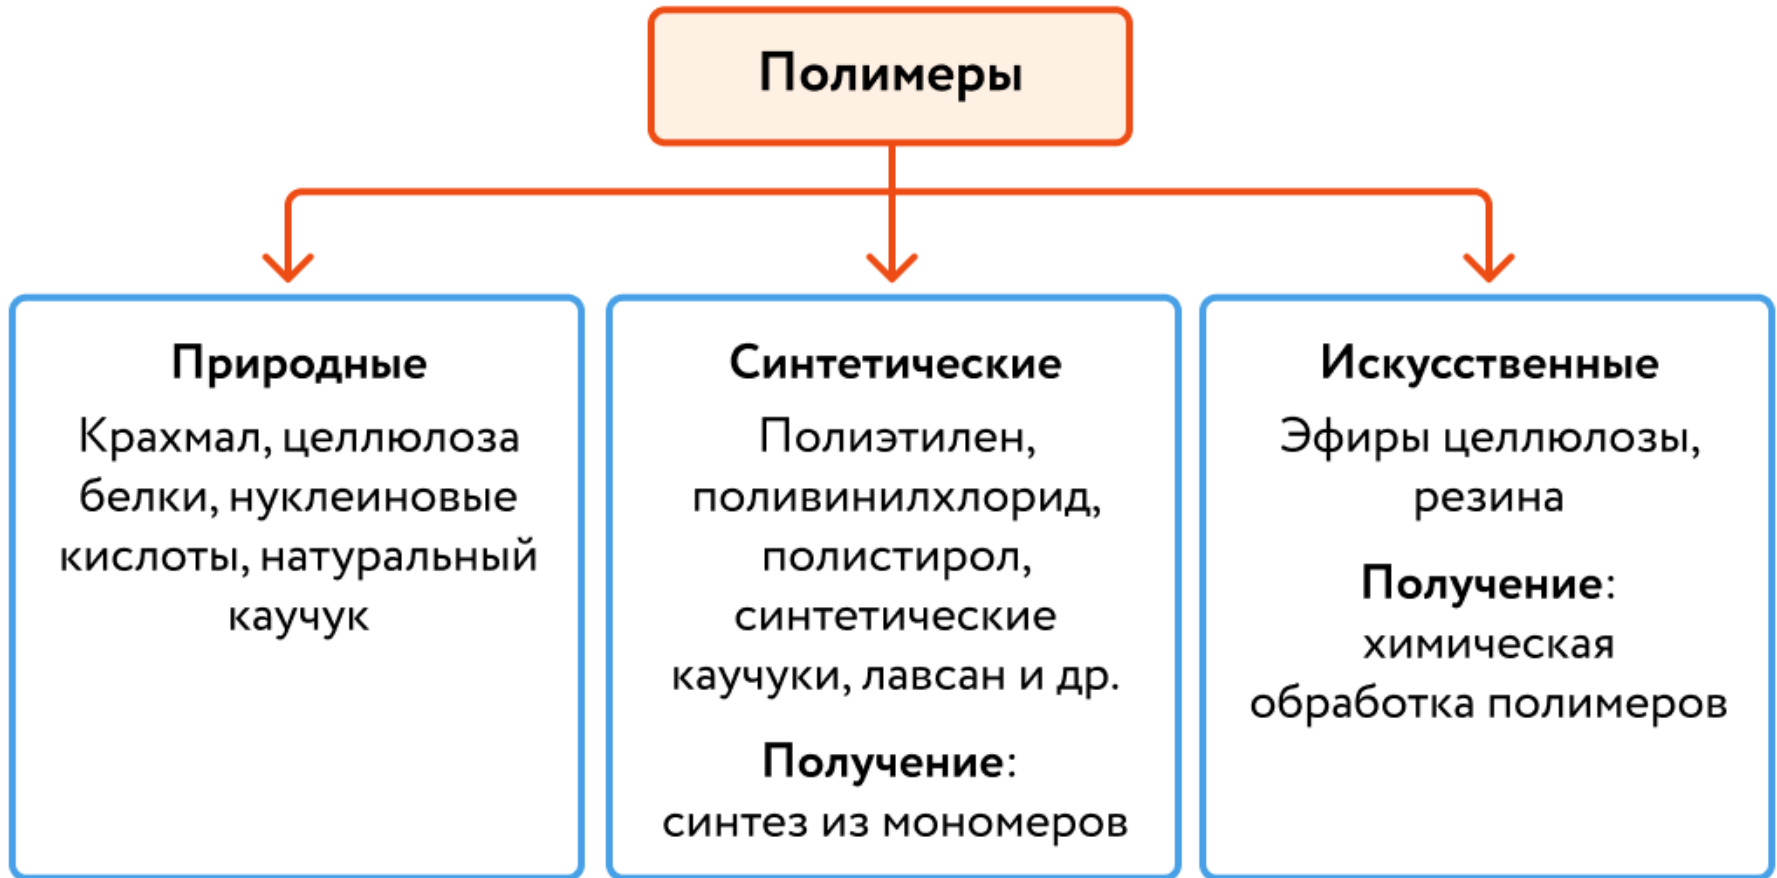 Полимеры
Природные
Крахмал, целлюлоза
белки, нуклеиновые
кислоты, натуральный
каучук
Синтетические
Полиэтилен,
поливинилхлорид,
полистирол,
синтетические
каучуки, лавсан и др.
Получение:
синтез из мономеров
Искусственные
Эфиры целлюлозы,
резина
Получение:
химическая
обработка полимеров